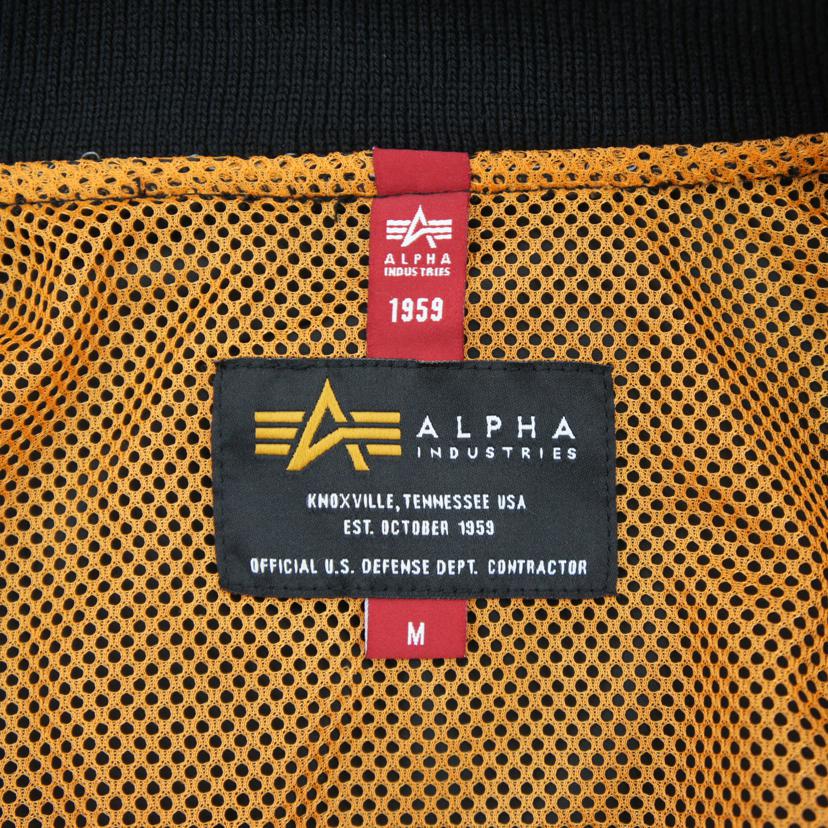 ALPHA
INDUSTRIES
1959
ALPHA
INDUSTRIES
KNOXVILLE, TENNESSEE USA
EST. OCTOBER 1959
OFFICIAL U.S. DEFENSE DEPT. CONTRACTOR
M